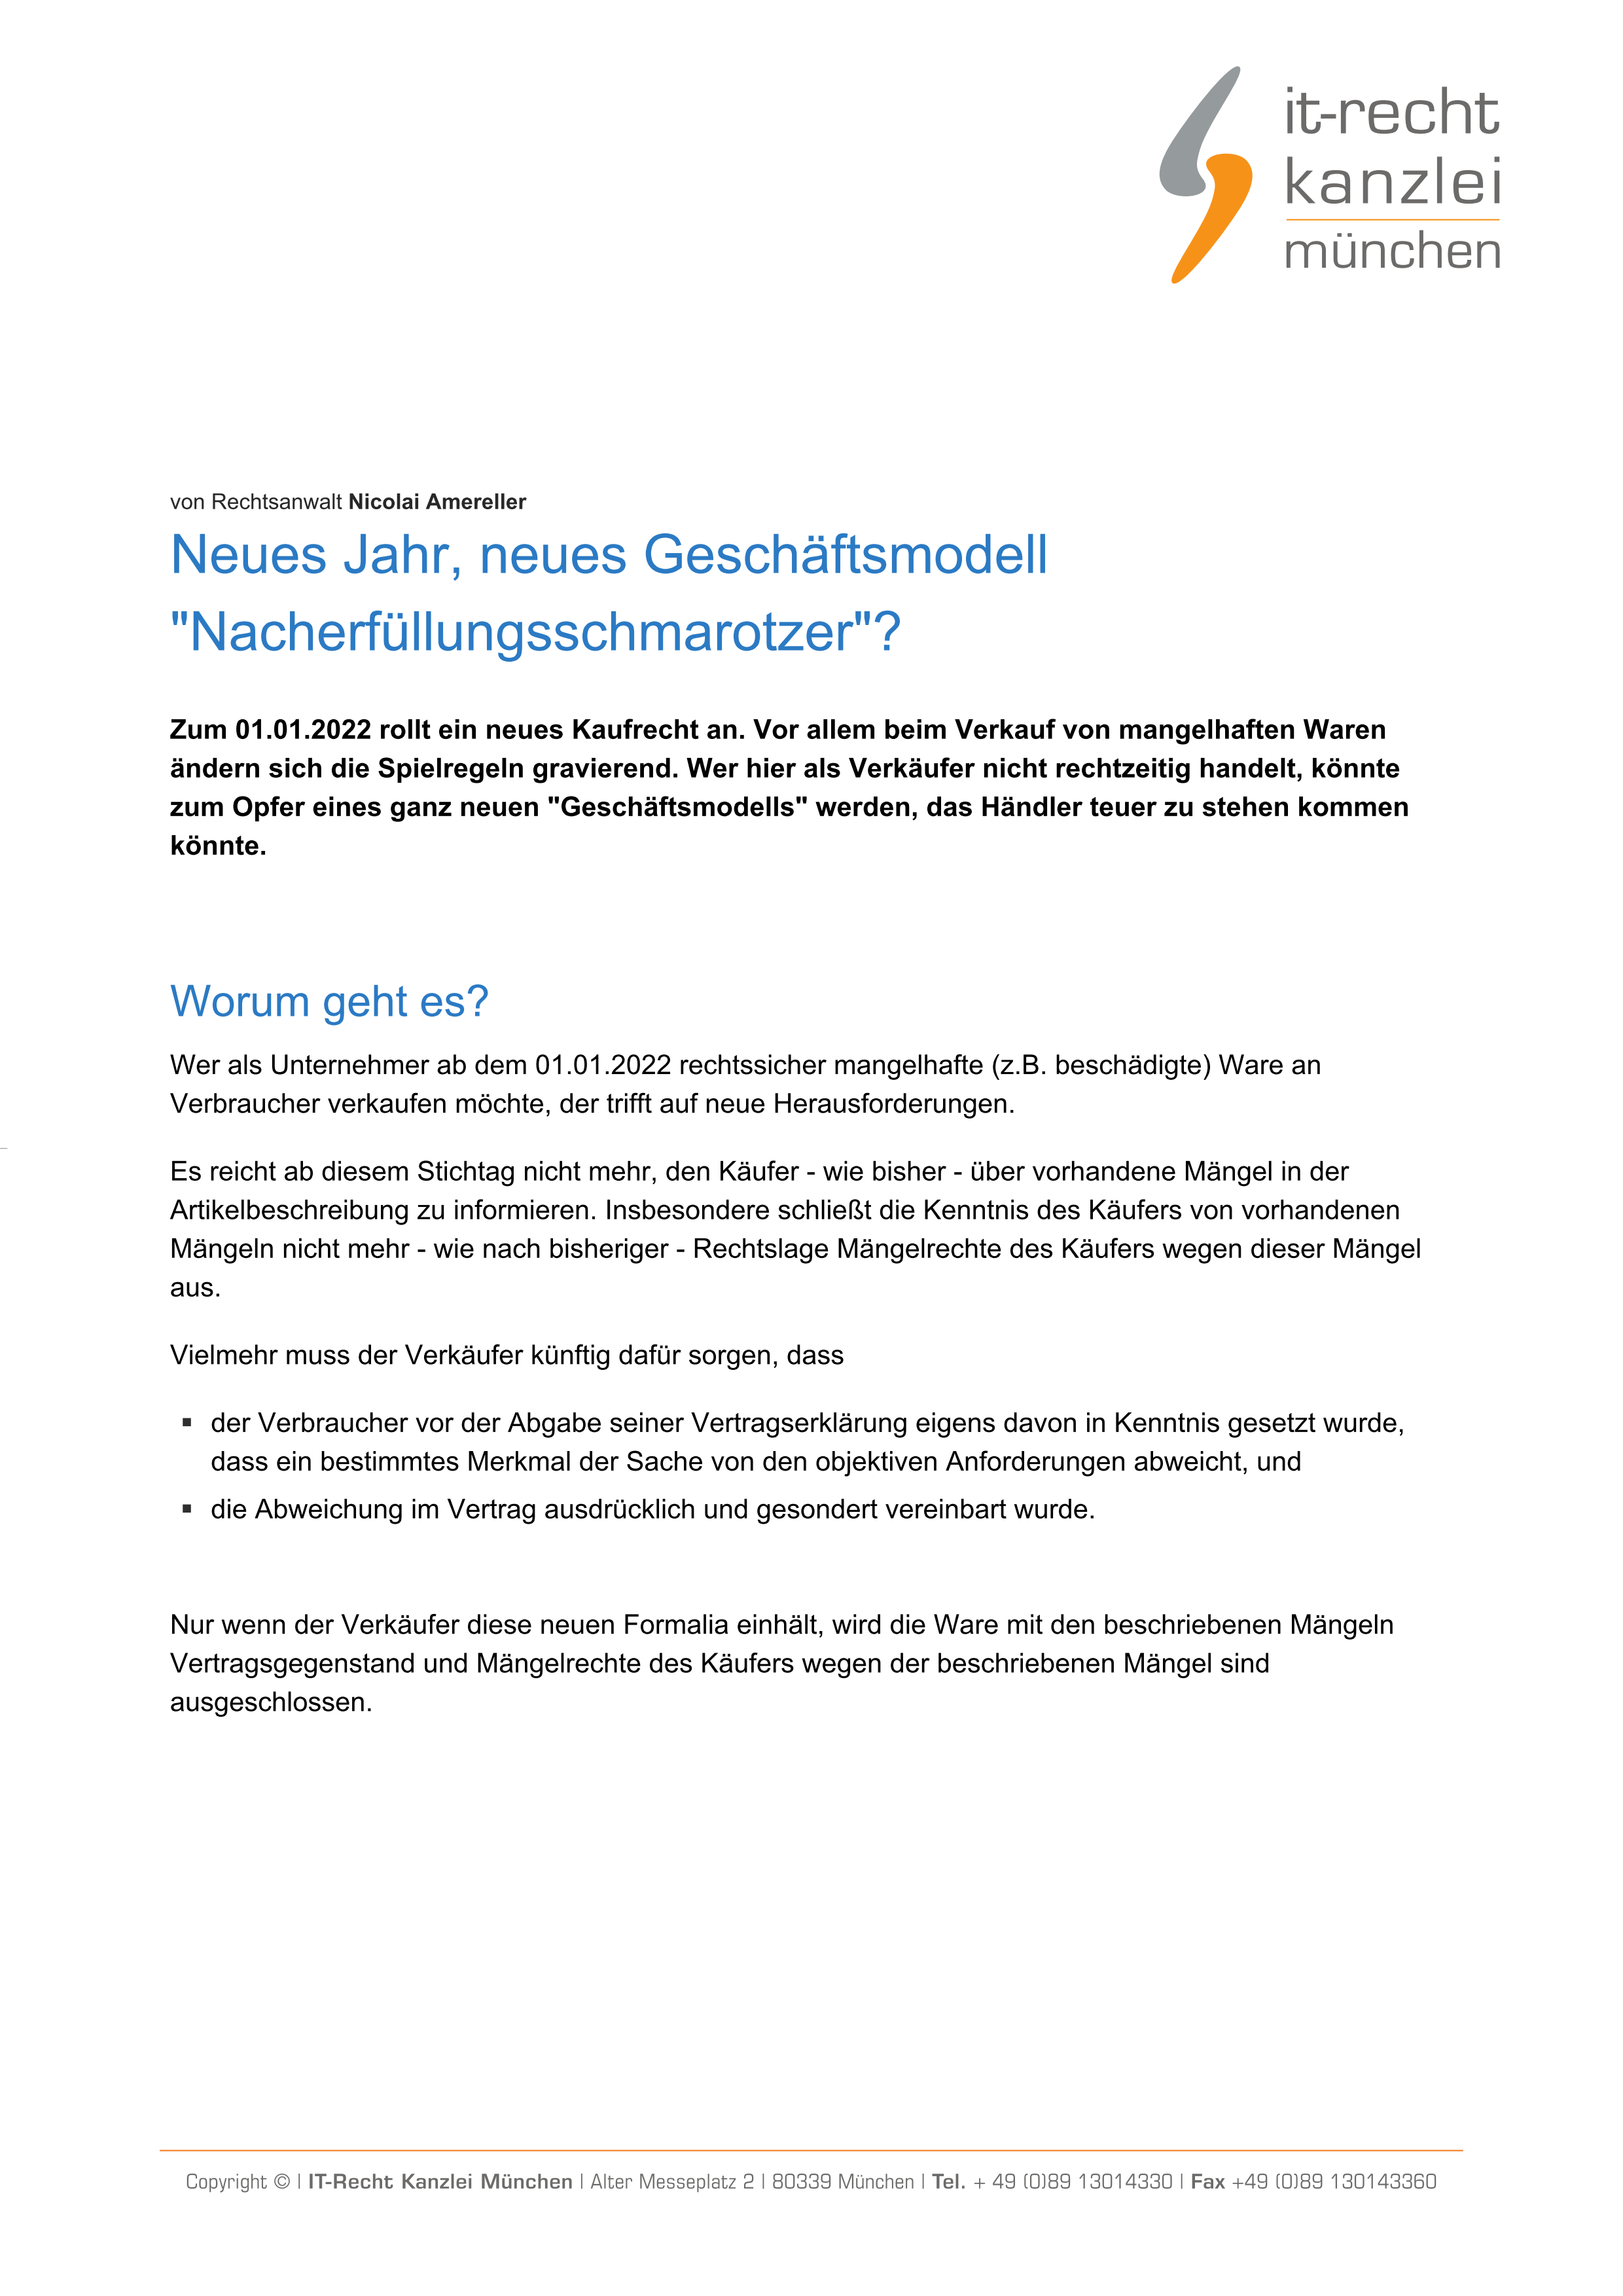 it-recht
kanzlei
münchen
von Rechtsanwalt Nicolai Amereller
Neues Jahr, neues Geschäftsmodell
"Nacherfüllungsschmarotzer"?
Zum 01.01.2022 rollt ein neues Kaufrecht an. Vor allem beim Verkauf von mangelhaften Waren
ändern sich die Spielregeln gravierend. Wer hier als Verkäufer nicht rechtzeitig handelt, könnte
zum Opfer eines ganz neuen "Geschäftsmodells" werden, das Händler teuer zu stehen kommen
könnte.
Worum geht es?
Wer als Unternehmer ab dem 01.01.2022 rechtssicher mangelhafte (z.B. beschädigte) Ware an
Verbraucher verkaufen möchte, der trifft auf neue Herausforderungen.
Es reicht ab diesem Stichtag nicht mehr, den Käufer - wie bisher - über vorhandene Mängel in der
Artikelbeschreibung zu informieren. Insbesondere schließt die Kenntnis des Käufers von vorhandenen
Mängeln nicht mehr - wie nach bisheriger - Rechtslage Mängelrechte des Käufers wegen dieser Mängel
aus.
Vielmehr muss der Verkäufer künftig dafür sorgen, dass
▪ der Verbraucher vor der Abgabe seiner Vertragserklärung eigens davon in Kenntnis gesetzt wurde,
dass ein bestimmtes Merkmal der Sache von den objektiven Anforderungen abweicht, und
▪ die Abweichung im Vertrag ausdrücklich und gesondert vereinbart wurde.
Nur wenn der Verkäufer diese neuen Formalia einhält, wird die Ware mit den beschriebenen Mängeln
Vertragsgegenstand und Mängelrechte des Käufers wegen der beschriebenen Mängel sind
ausgeschlossen.
Copyright © | IT-Recht Kanzlei München | Alter Messeplatz 2 | 80339 München | Tel. + 49 (0)89 13014330 | Fax +49 (0)89 130143360